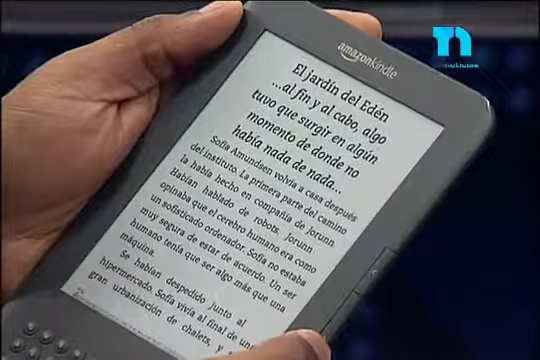 amazonkindle
TN
noticias
El jardín del Edén
...al fin y al cabo, algo
tuvo que surgir en algún
momento de donde no
había nada de nada...
Sofía Amundsen volvía a casa después
del instituto. La primera parte del camino
la había hecho en compañía de Jorunn.
Habían hablado de robots. Jorunn
opinaba que el cerebro humano era como
un sofisticado ordenador. Sofía no estaba
muy segura de estar de acuerdo. Un ser
humano tenía que ser algo más que una
máquina.
Se habían despedido junto al
hipermercado. Sofía vivía al final de una
gran urbanización de chalets, y